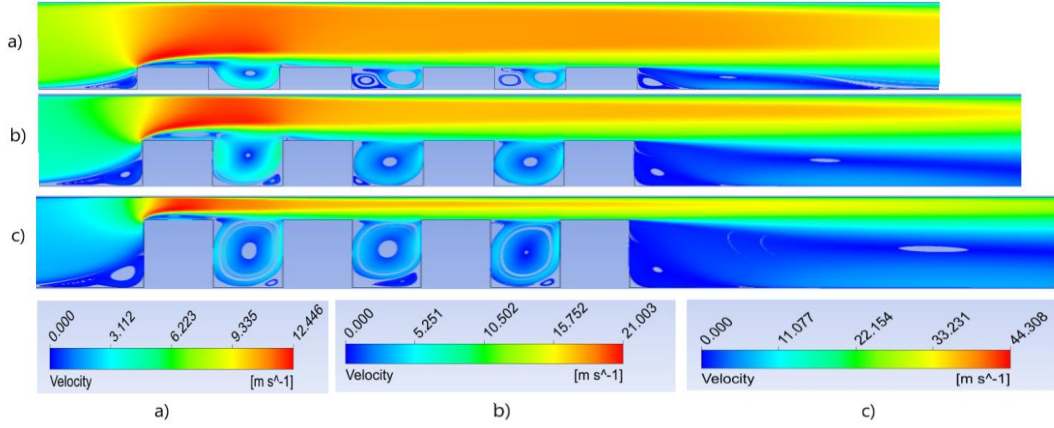 a)
b)
c)
0.000 3.112 6.223 9.335 12.446
Velocity [m s^-1]
0.000 5.251 10.502 15.752 21.003
Velocity [m s^-1]
0.000 11.077 22.154 33.231 44.308
Velocity [m s^-1]
a) b) c)